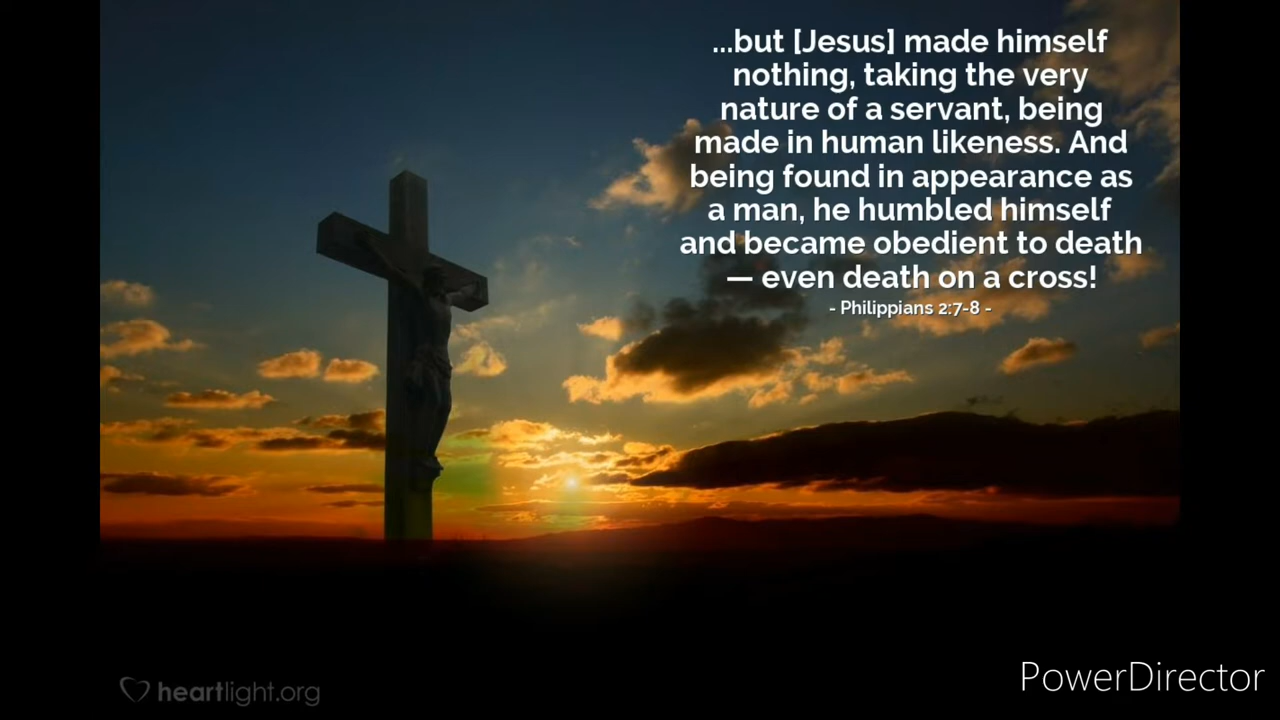 ...but [Jesus] made himself
nothing, taking the very
nature of a servant, being
made in human likeness. And
being found in appearance as
a man, he humbled himself
and became obedient to death
— even death on a cross!
- Philippians 2:7-8 -
heartlight.org
PowerDirector